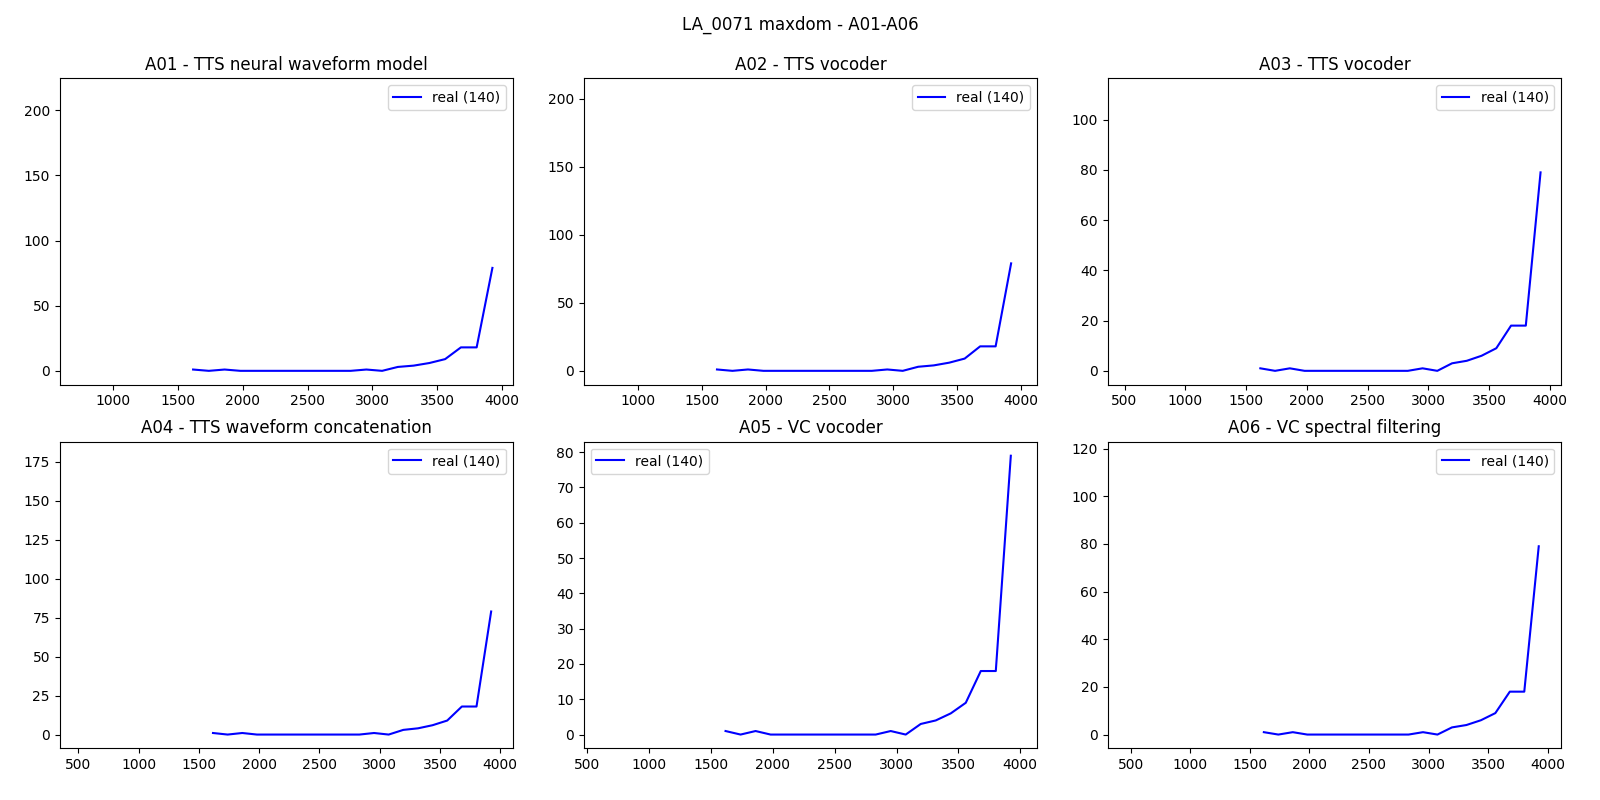 LA_0071 maxdom - A01-A06
A01 - TTS neural waveform model
real (140)
200
150
100
50
0
1000 1500 2000 2500 3000 3500 4000
A02 - TTS vocoder
real (140)
200
150
100
50
0
1000 1500 2000 2500 3000 3500 4000
A03 - TTS vocoder
real (140)
100
80
60
40
20
0
500 1000 1500 2000 2500 3000 3500 4000
A04 - TTS waveform concatenation
real (140)
175
150
125
100
75
50
25
0
500 1000 1500 2000 2500 3000 3500 4000
A05 - VC vocoder
real (140)
80
70
60
50
40
30
20
10
0
500 1000 1500 2000 2500 3000 3500 4000
A06 - VC spectral filtering
real (140)
120
100
80
60
40
20
0
500 1000 1500 2000 2500 3000 3500 4000